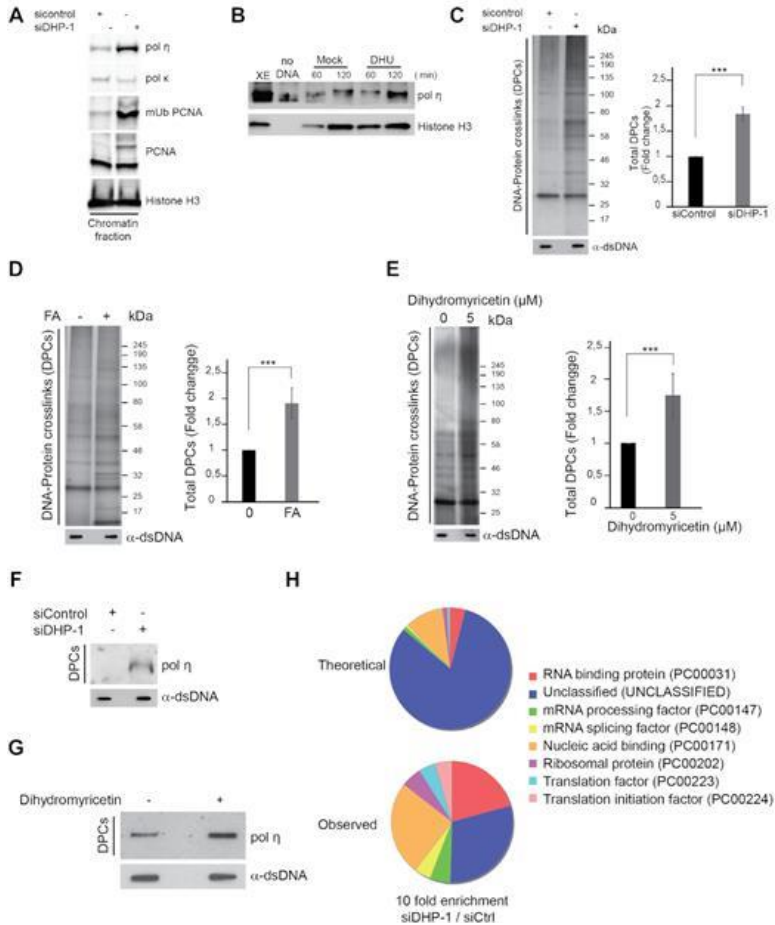 A
sicontrol + -
siDHP-1 - +
pol η
pol κ
mUb PCNA
PCNA
Histone H3
Chromatin
fraction
B
no
DNA
Mock
DHU
XE
60 120 60 120 (min)
pol η
Histone H3
C
sicontrol + -
siDHP-1 - +
kDa
DNA-Protein crosslinks (DPCs)
245
190
135
100
80
58
46
32
25
17
α-dsDNA
Total DPCs
(Fold change)
2,5
2
1,5
1
0,5
0
***
siControl siDHP-1
D
FA - + kDa
DNA-Protein crosslinks (DPCs)
245
190
135
100
80
58
46
32
25
17
α-dsDNA
Total DPCs (Fold changge)
2,5
2
1,5
1
0,5
0
***
0 FA
E
Dihydromyricetin (μM)
0 5 kDa
DNA-Protein crosslinks (DPCs)
245
190
135
100
80
58
46
32
25
α-dsDNA
Total DPCs (Fold changge)
2,5
2
1,5
1
0,5
0
***
0 5
Dihydromyricetin (μM)
F
siControl + -
siDHP-1 - +
DPCs
pol η
α-dsDNA
G
Dihydromyricetin - +
DPCs
pol η
α-dsDNA
H
Theoretical
Observed
RNA binding protein (PC00031)
Unclassified (UNCLASSIFIED)
mRNA processing factor (PC00147)
mRNA splicing factor (PC00148)
Nucleic acid binding (PC00171)
Ribosomal protein (PC00202)
Translation factor (PC00223)
Translation initiation factor (PC00224)
10 fold enrichment
siDHP-1 / siCtrl